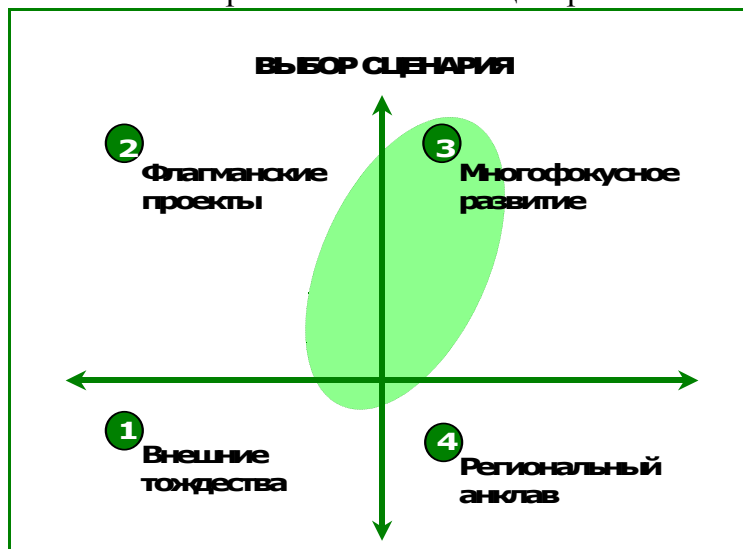 ВЫБОР СЦЕНАРИЯ
2
Флагманские
проекты
3
Многофокусное
развитие
1
Внешние
тождества
4
Региональный
анклав